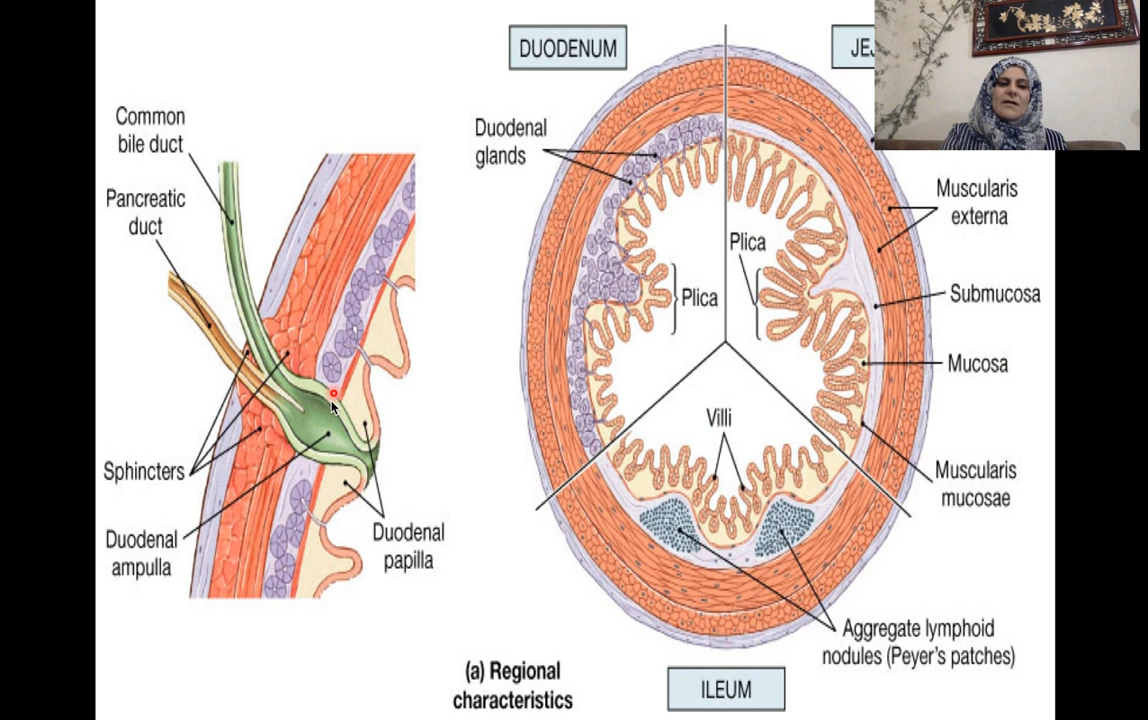 DUODENUM
JEJ
Common
bile duct
Pancreatic
duct
Sphincters
Duodenal
ampulla
Duodenal
papilla
Duodenal
glands
Plica
Plica
Villi
Muscularis
externa
Submucosa
Mucosa
Muscularis
mucosae
Aggregate lymphoid
nodules (Peyer's patches)
(a) Regional
characteristics
ILEUM